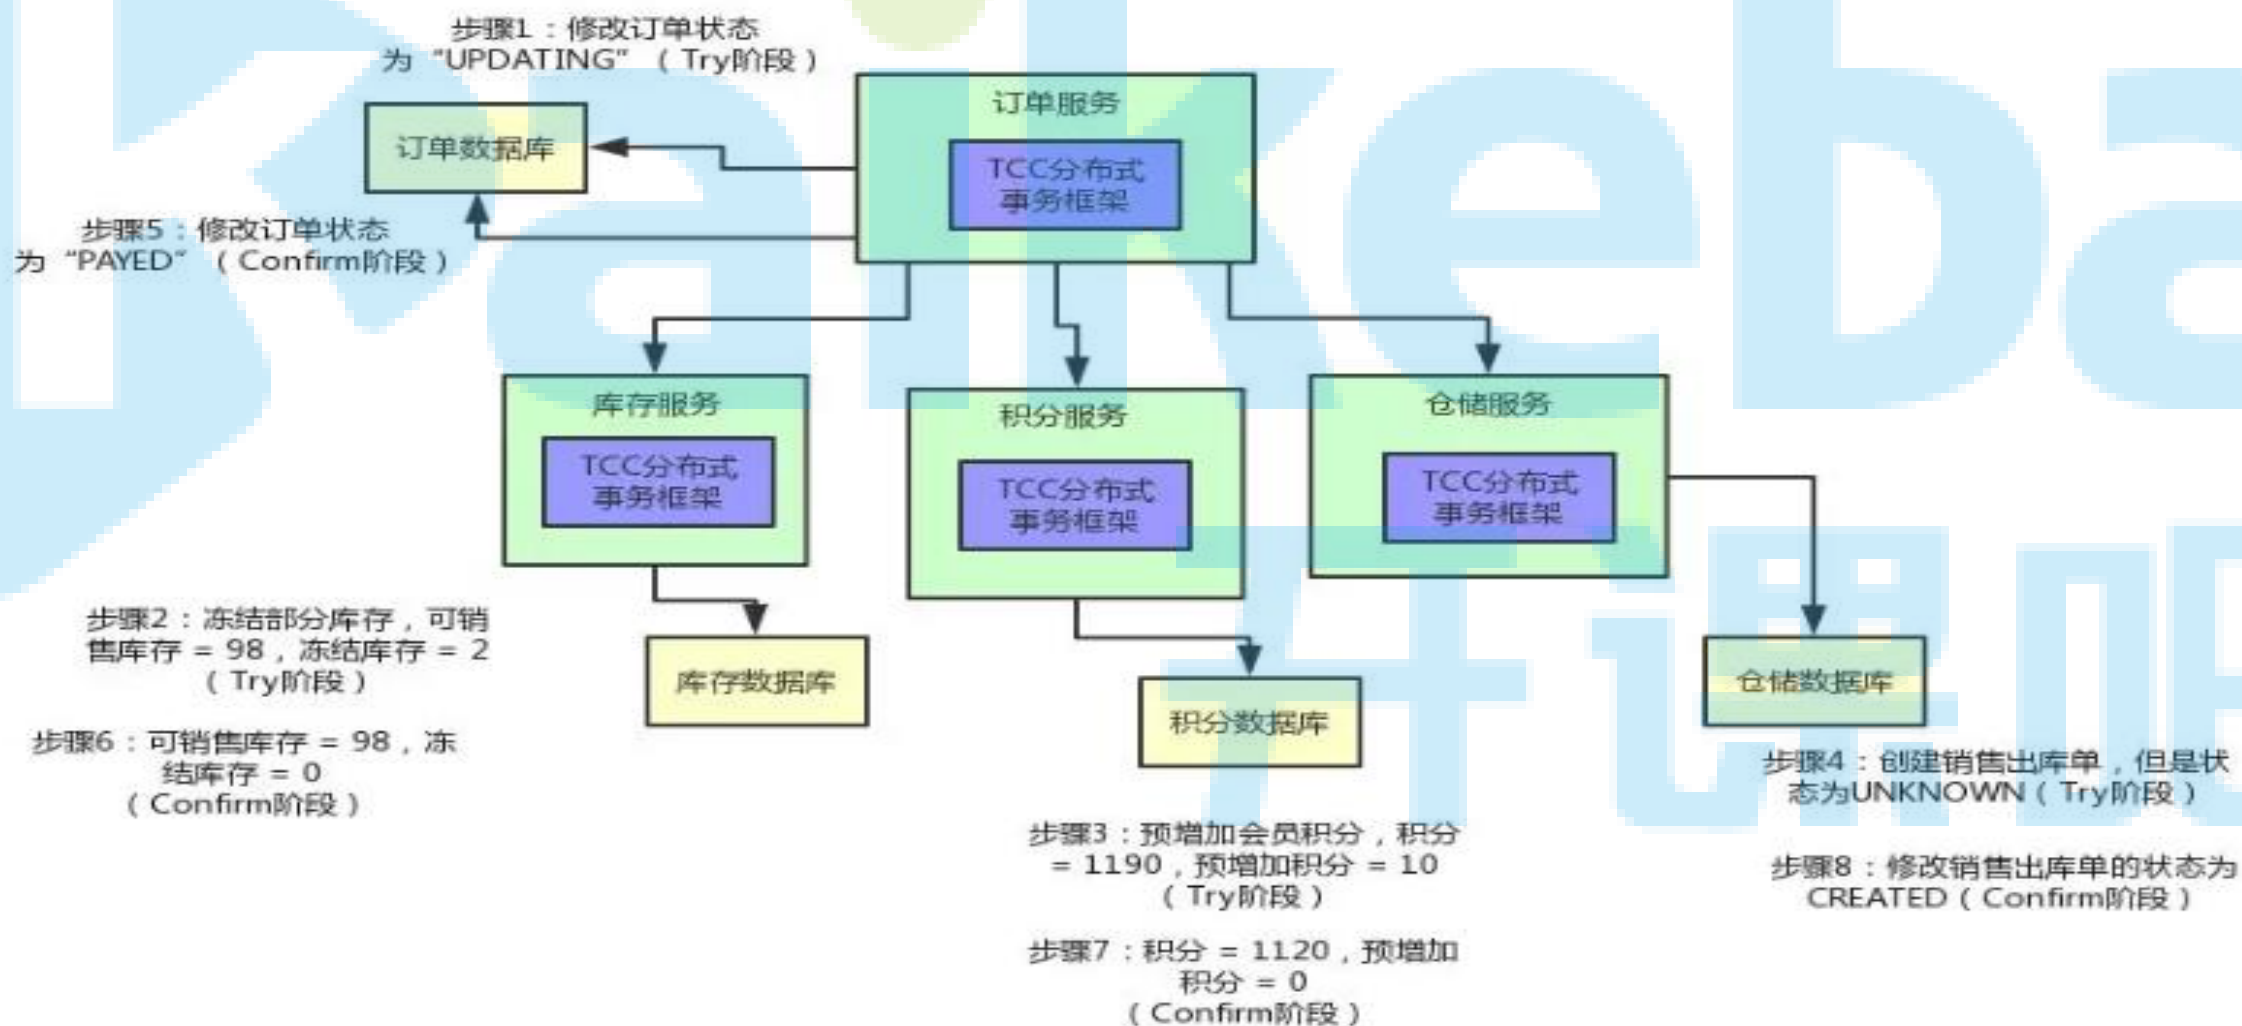 步骤1：修改订单状态
为“UPDATING”（Try阶段）
订单服务
订单数据库
TCC分布式
事务框架
步骤5：修改订单状态
为“PAYED”（Confirm阶段）
库存服务
TCC分布式
事务框架
积分服务
TCC分布式
事务框架
仓储服务
TCC分布式
事务框架
步骤2：冻结部分库存，可销
售库存 = 98，冻结库存 = 2
（Try阶段）
库存数据库
步骤6：可销售库存 = 98，冻
结库存 = 0
（Confirm阶段）
积分数据库
仓储数据库
步骤4：创建销售出库单，但是状
态为UNKNOWN（Try阶段）
步骤3：预增加会员积分，积分
= 1190，预增加积分 = 10
（Try阶段）
步骤8：修改销售出库单的状态为
CREATED（Confirm阶段）
步骤7：积分 = 1120，预增加
积分 = 0
（Confirm阶段）
kaikeba
开课吧